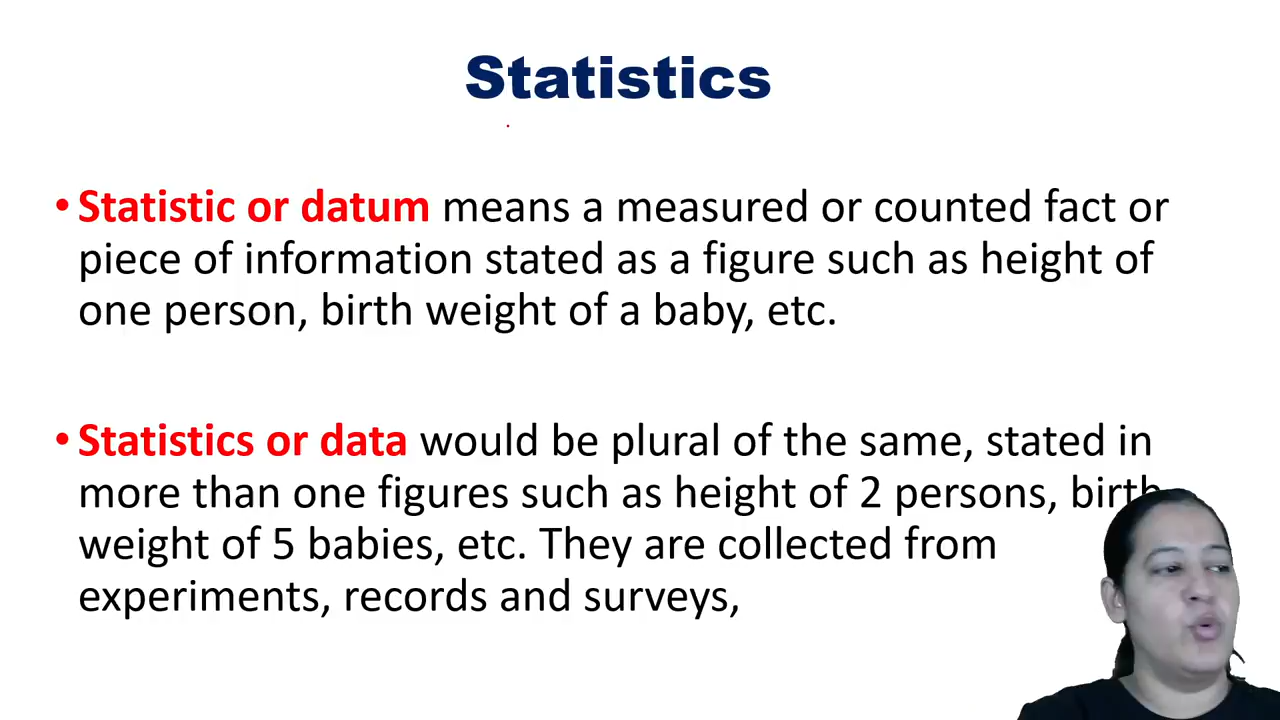 Statistics
•Statistic or datum means a measured or counted fact or
piece of information stated as a figure such as height of
one person, birth weight of a baby, etc.
•Statistics or data would be plural of the same, stated in
more than one figures such as height of 2 persons, birth
weight of 5 babies, etc. They are collected from
experiments, records and surveys,